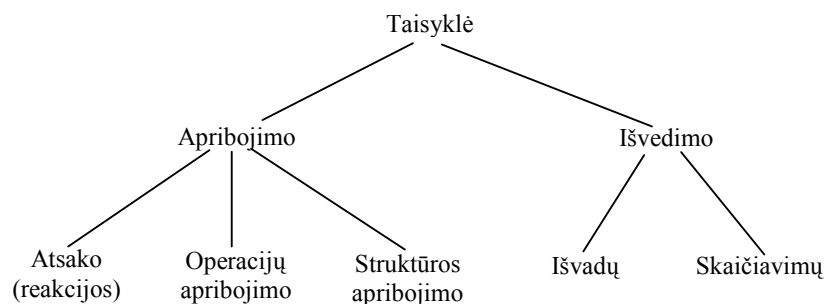 Taisyklė
Apribojimo
Išvedimo
Atsako
(reakcijos)
Operacijų
apribojimo
Struktūros
apribojimo
Išvadų
Skaičiavimų